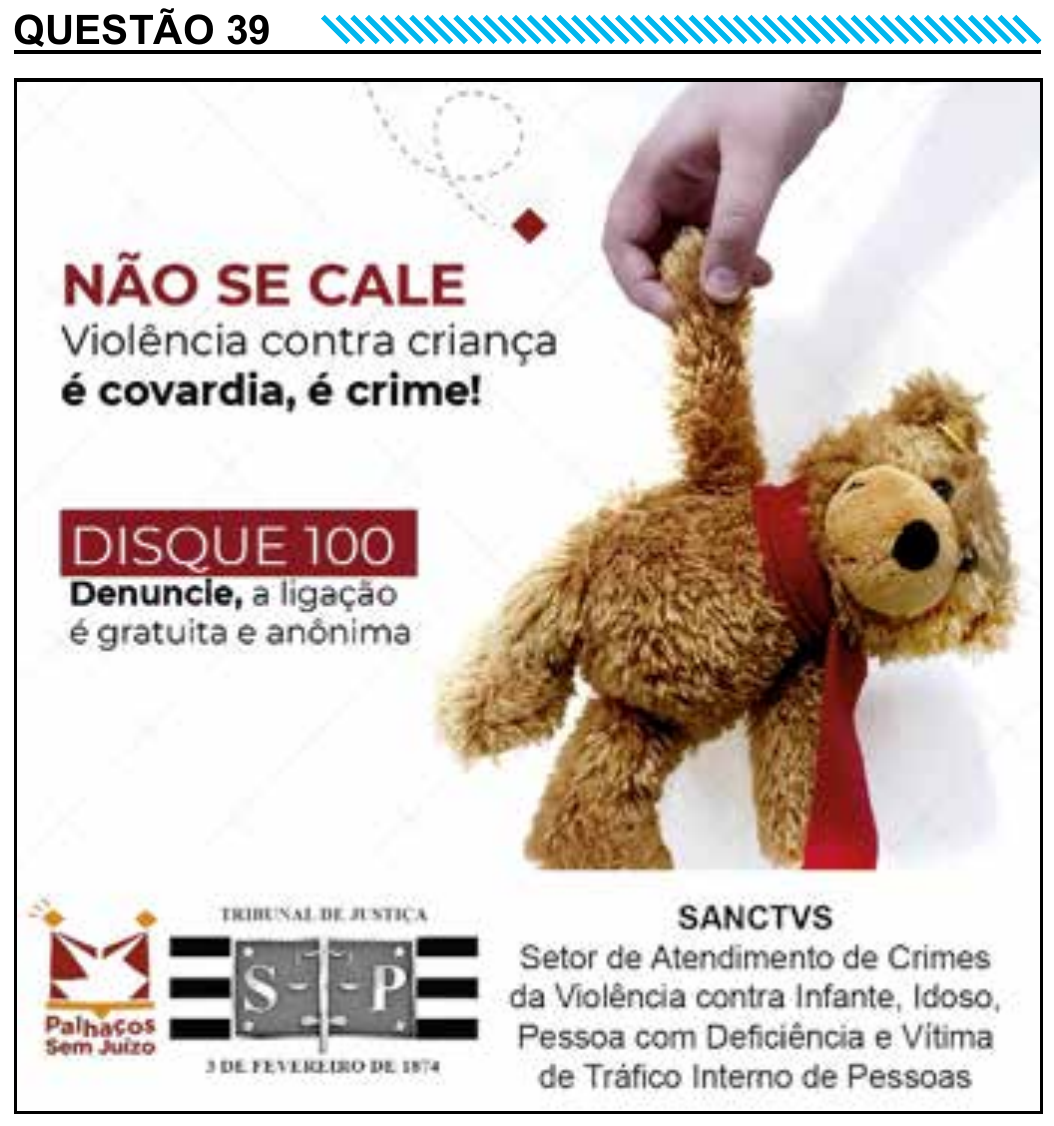 QUESTÃO 39
NÃO SE CALE
Violência contra criança
é covardia, é crime!
DISQUE 100
Denuncie, a ligação
é gratuita e anônima
Palhaços
Sem Juízo
TRIBUNAL DE JUSTIÇA
S P
3 DE FEVEREIRO DE 1874
SANCTVS
Setor de Atendimento de Crimes
da Violência contra Infante, Idoso,
Pessoa com Deficiência e Vítima
de Tráfico Interno de Pessoas